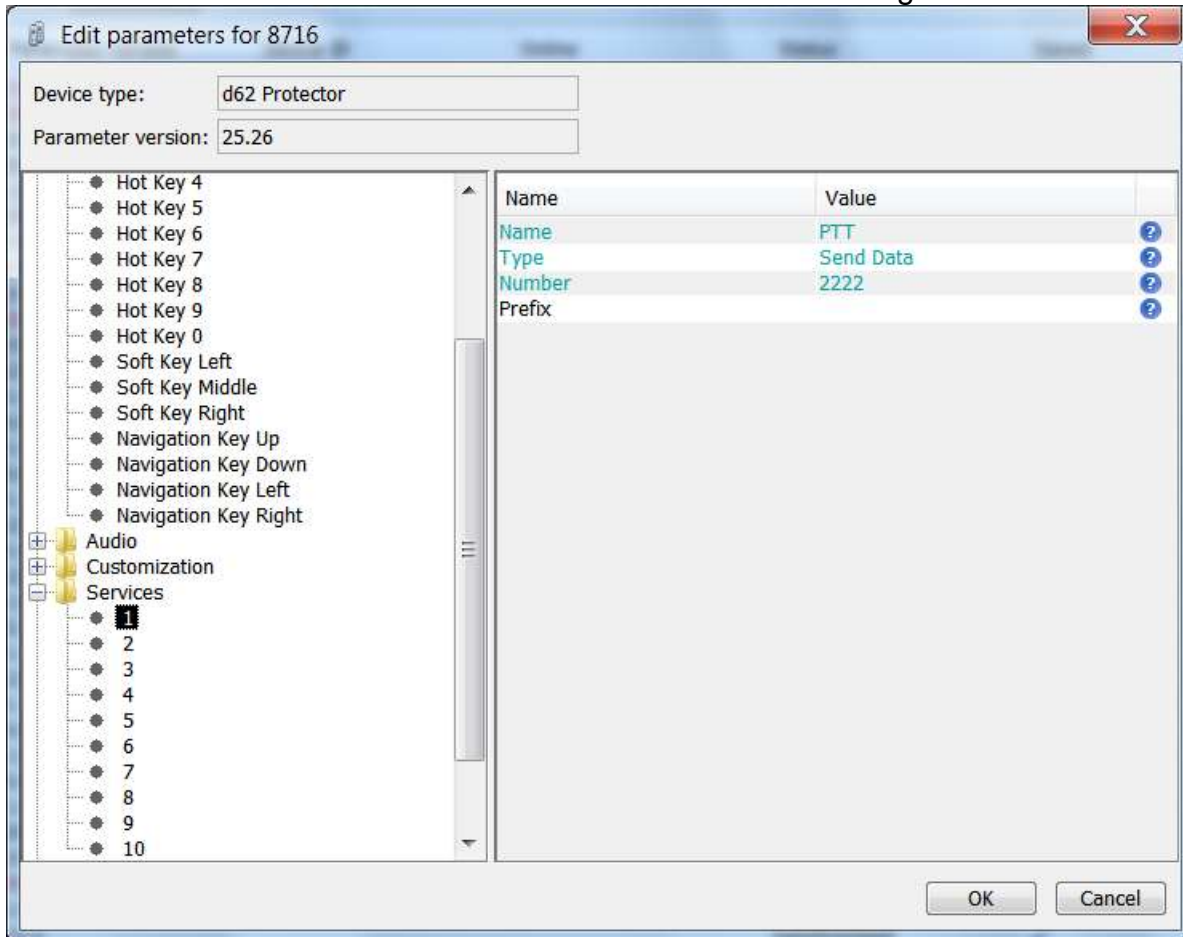 g
Edit parameters for 8716
Device type: d62 Protector
Parameter version: 25.26
Hot Key 4
Hot Key 5
Hot Key 6
Hot Key 7
Hot Key 8
Hot Key 9
Hot Key 0
Soft Key Left
Soft Key Middle
Soft Key Right
Navigation Key Up
Navigation Key Down
Navigation Key Left
Navigation Key Right
Audio
Customization
Services
1
2
3
4
5
6
7
8
9
10
Name Value
Name PTT
Type Send Data
Number 2222
Prefix
OK Cancel